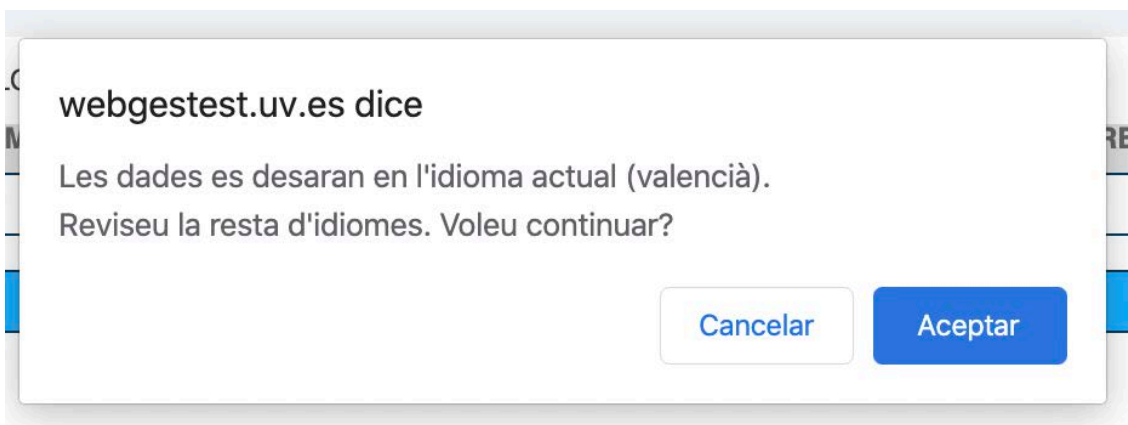 webgestest.uv.es dice
Les dades es desaran en l'idioma actual (valencià).
Reviseu la resta d'idiomes. Voleu continuar?
Cancelar Aceptar